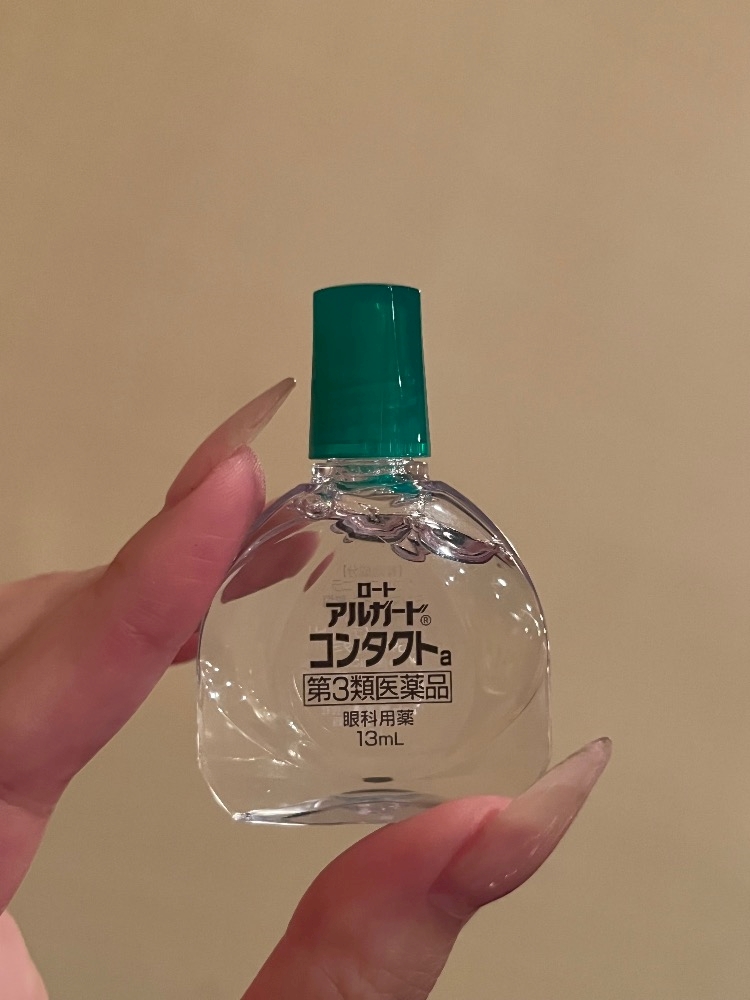 ロート
アルガード®
コンタクトa
第3類医薬品
眼科用薬
13mL